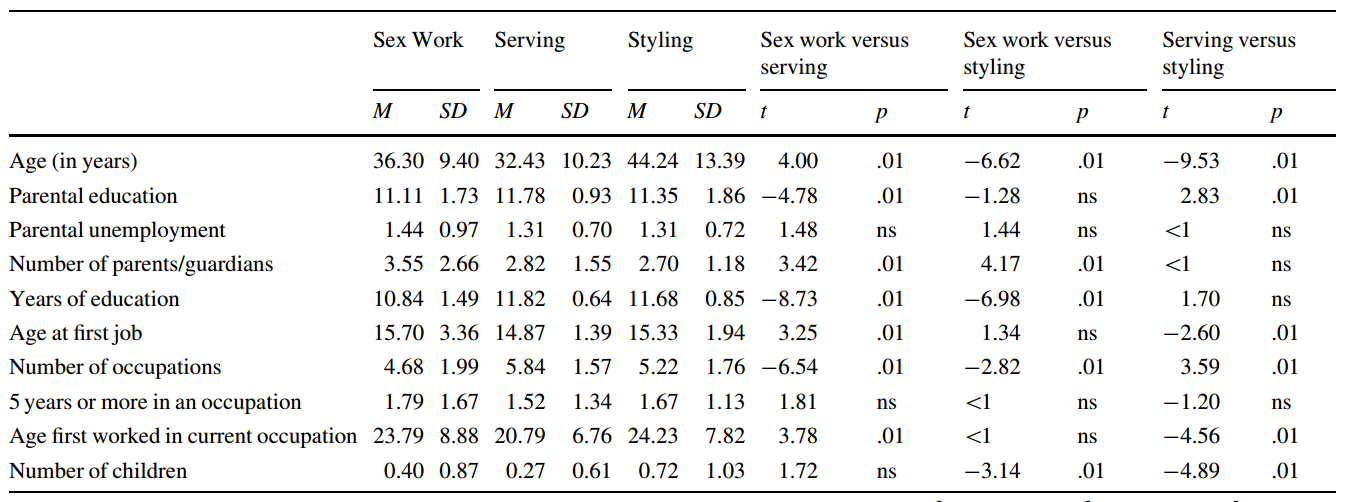 Sex Work Serving Styling Sex work versus serving Sex work versus styling Serving versus styling
M SD M SD M SD t p t p t p
Age (in years) 36.30 9.40 32.43 10.23 44.24 13.39 4.00 .01 −6.62 .01 −9.53 .01
Parental education 11.11 1.73 11.78 0.93 11.35 1.86 −4.78 .01 −1.28 ns 2.83 .01
Parental unemployment 1.44 0.97 1.31 0.70 1.31 0.72 1.48 ns 1.44 ns <1 ns
Number of parents/guardians 3.55 2.66 2.82 1.55 2.70 1.18 3.42 .01 4.17 .01 <1 ns
Years of education 10.84 1.49 11.82 0.64 11.68 0.85 −8.73 .01 −6.98 .01 1.70 ns
Age at first job 15.70 3.36 14.87 1.39 15.33 1.94 3.25 .01 1.34 ns −2.60 .01
Number of occupations 4.68 1.99 5.84 1.57 5.22 1.76 −6.54 .01 −2.82 .01 3.59 .01
5 years or more in an occupation 1.79 1.67 1.52 1.34 1.67 1.13 1.81 ns <1 ns −1.20 ns
Age first worked in current occupation 23.79 8.88 20.79 6.76 24.23 7.82 3.78 .01 <1 ns −4.56 .01
Number of children 0.40 0.87 0.27 0.61 0.72 1.03 1.72 ns −3.14 .01 −4.89 .01